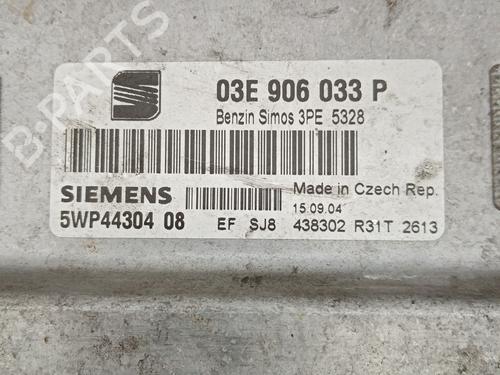 03E 906 033 P
Benzin Simos 3PE 5328
SIEMENS
Made in Czech Rep.
15.09.04
5WP44304 08
EF SJ8
438302 R31T 2613
B-PARTS